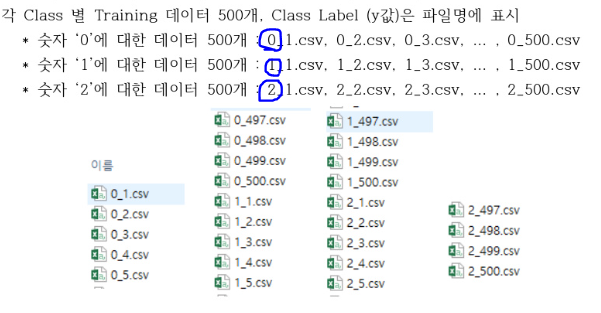 각 Class 별 Training 데이터 500개, Class Label (y값)은 파일명에 표시
* 숫자 '0'에 대한 데이터 500개 : 0_1.csv, 0_2.csv, 0_3.csv, ... , 0_500.csv
* 숫자 '1'에 대한 데이터 500개 : 1_1.csv, 1_2.csv, 1_3.csv, ... , 1_500.csv
* 숫자 '2'에 대한 데이터 500개 : 2_1.csv, 2_2.csv, 2_3.csv, ... , 2_500.csv
이름
0_1.csv
0_2.csv
0_3.csv
0_4.csv
0_5.csv
0_497.csv
0_498.csv
0_499.csv
0_500.csv
1_1.csv
1_2.csv
1_3.csv
1_4.csv
1_5.csv
1_497.csv
1_498.csv
1_499.csv
1_500.csv
2_1.csv
2_2.csv
2_3.csv
2_4.csv
2_5.csv
2_497.csv
2_498.csv
2_499.csv
2_500.csv